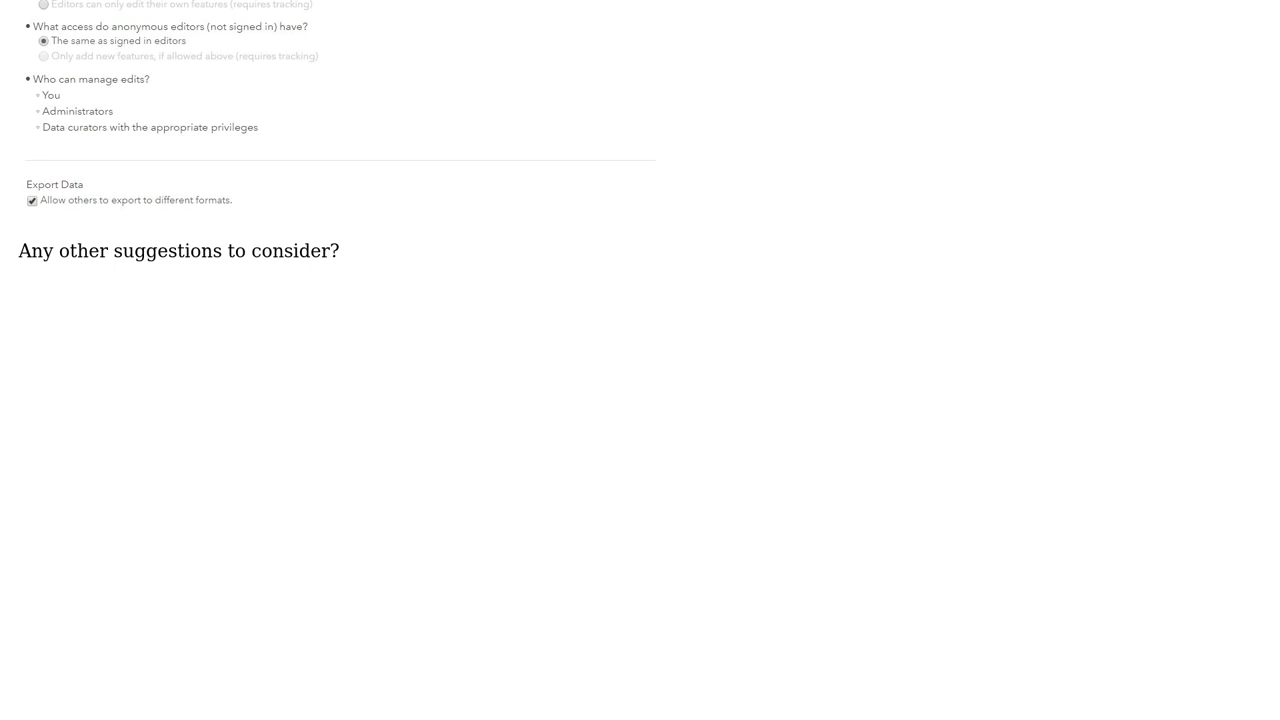 Editors can only edit their own features (requires tracking)
• What access do anonymous editors (not signed in) have?
The same as signed in editors
Only add new features, if allowed above (requires tracking)
• Who can manage edits?
◦ You
◦ Administrators
◦ Data curators with the appropriate privileges
Export Data
Allow others to export to different formats.
Any other suggestions to consider?